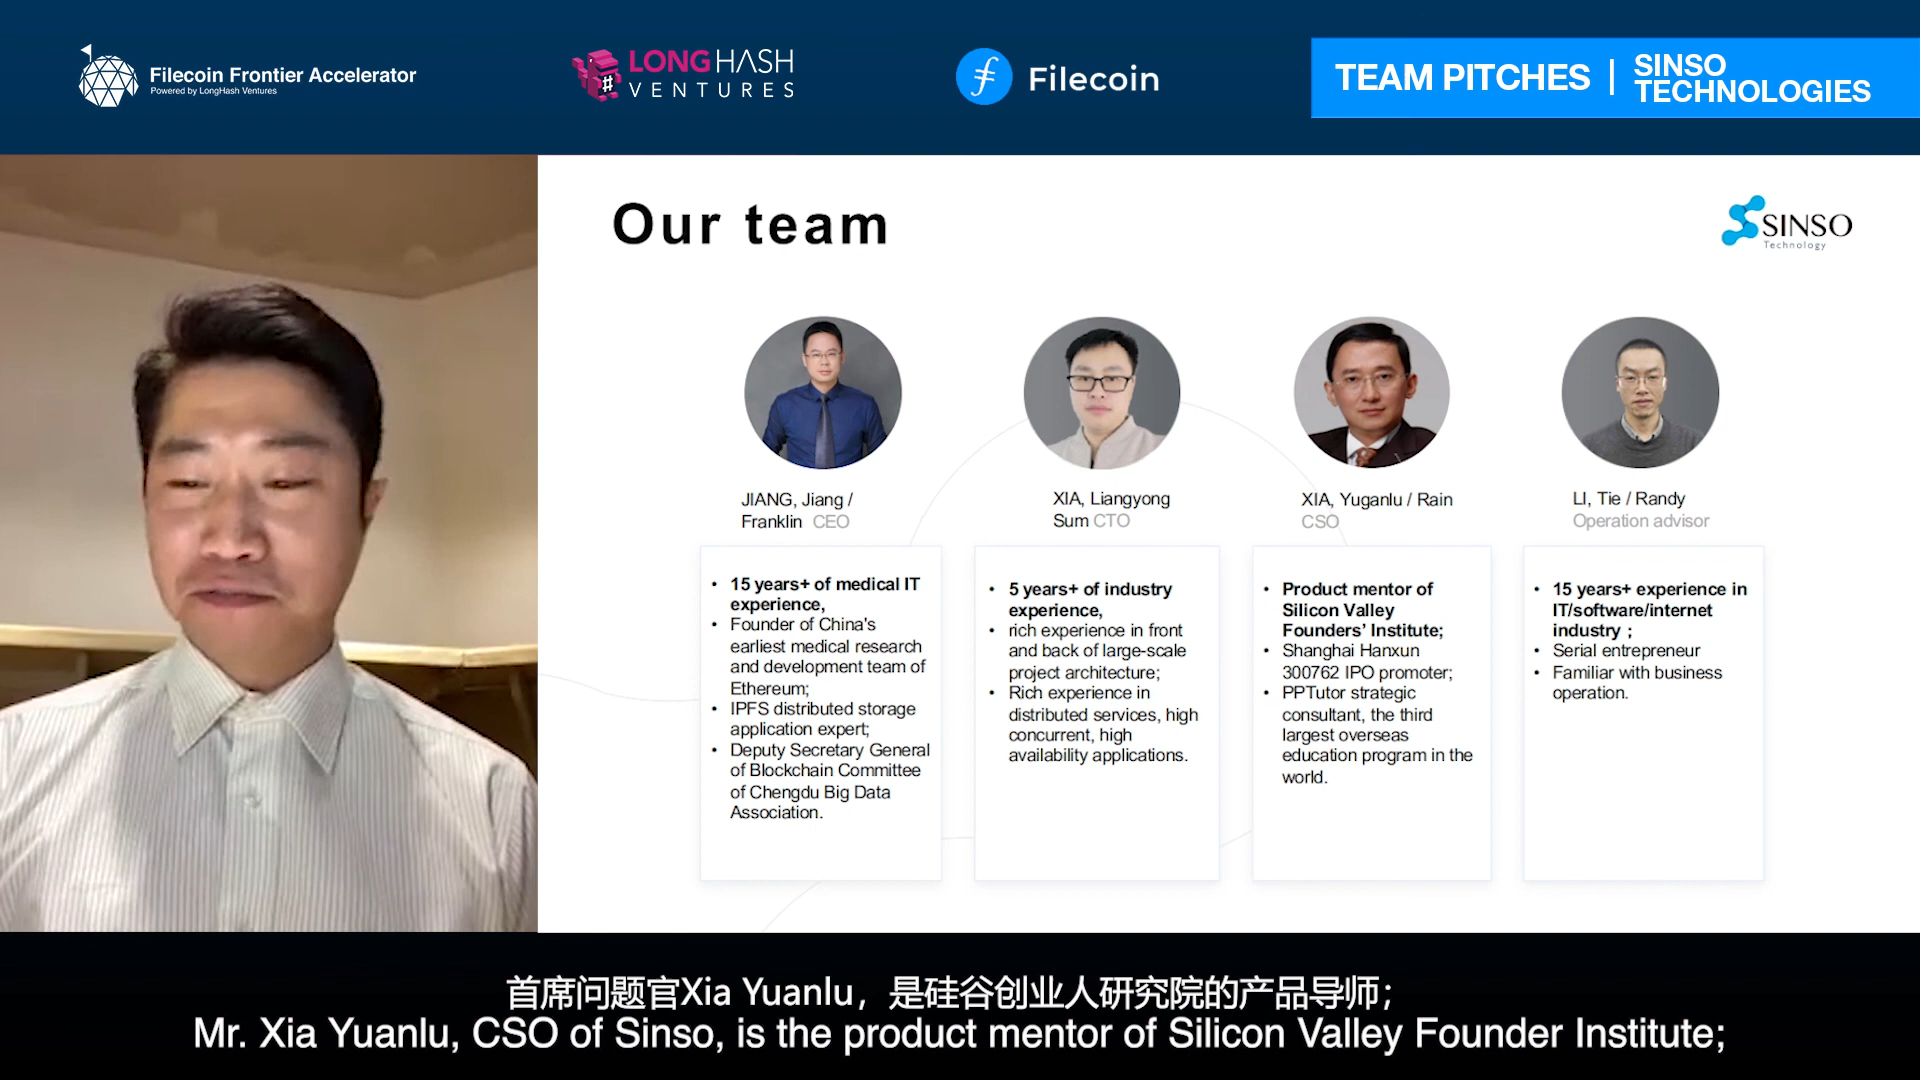 Filecoin Frontier Accelerator
Powered by LongHash Ventures
LONGHASH
VENTURES
Filecoin
TEAM PITCHES | SINSO
TECHNOLOGIES
Our team
SINSO
Technology
JIANG, Jiang /
Franklin CEO
• 15 years+ of medical IT
experience,
• Founder of China's
earliest medical research
and development team of
Ethereum;
• IPFS distributed storage
application expert;
• Deputy Secretary General
of Blockchain Committee
of Chengdu Big Data
Association.
XIA, Liangyong
Sum CTO
• 5 years+ of industry
experience,
• rich experience in front
and back of large-scale
project architecture;
• Rich experience in
distributed services, high
concurrent, high
availability applications.
XIA, Yuganlu / Rain
CSO
• Product mentor of
Silicon Valley
Founders’ Institute;
• Shanghai Hanxun
300762 IPO promoter;
• PPTutor strategic
consultant, the third
largest overseas
education program in the
world.
LI, Tie / Randy
Operation advisor
• 15 years+ experience in
IT/software/internet
industry；
• Serial entrepreneur
• Familiar with business
operation.
首席问题官Xia Yuanlu，是硅谷创业人研究院的产品导师；
Mr. Xia Yuanlu, CSO of Sinso, is the product mentor of Silicon Valley Founder Institute;